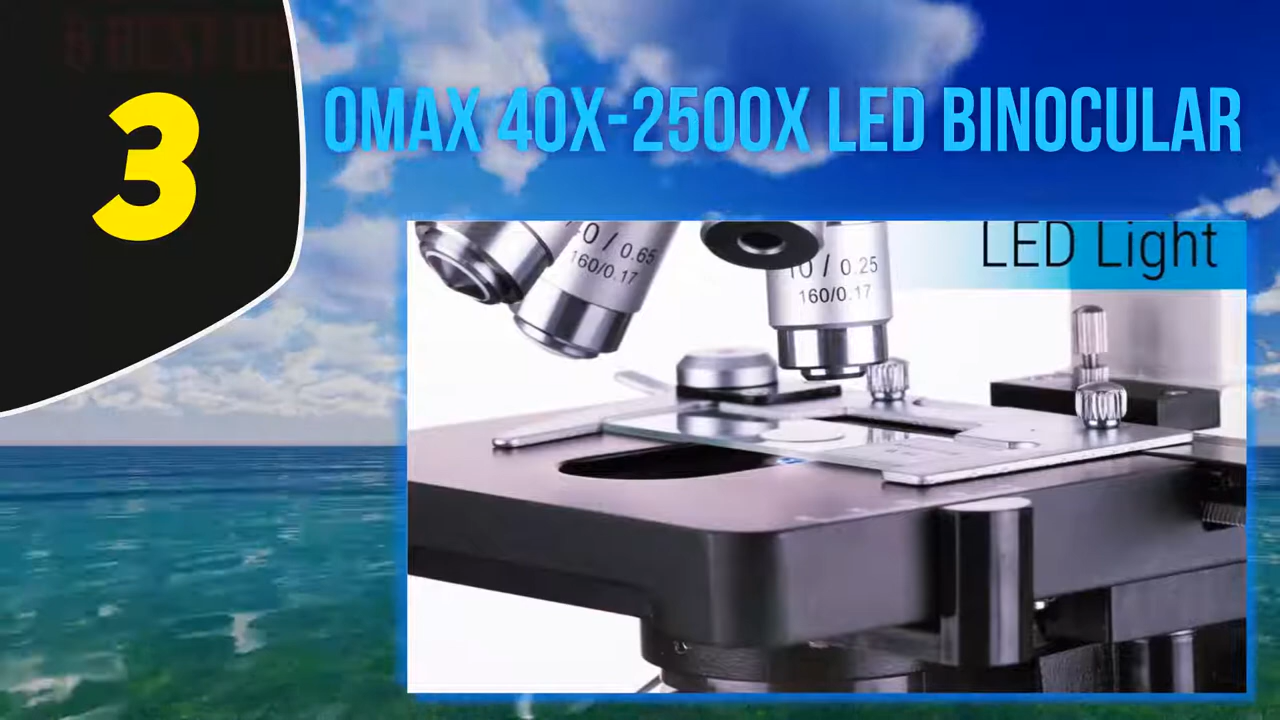 3
OMAX 40X-2500X LED BINOCULAR
LED Light
40 / 0.65
160/0.17
10 / 0.25
160/0.17